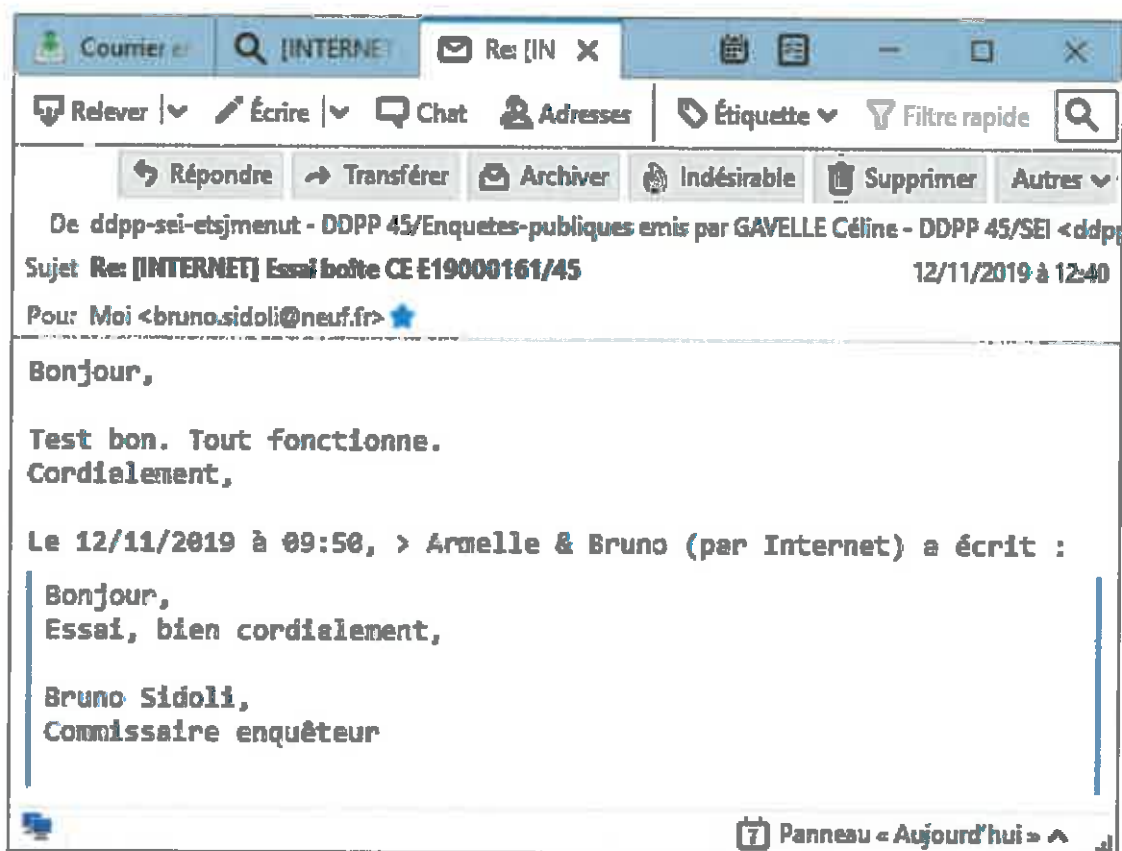 Courrier er [INTERNET Re: [IN
Relever Écrire Chat Adresses Étiquette Filtre rapide
Répondre Transférer Archiver Indésirable Supprimer Autres
De ddpp-sei-etsjmenut - DDPP 45/Enquetes-publiques emis par GAVELLE Céline - DDPP 45/SEI <ddpp
Sujet Re: [INTERNET] Essai boîte CE E19000161/45 12/11/2019 à 12:40
Pour Moi <bruno.sidoli@neuf.fr>
Bonjour,
Test bon. Tout fonctionne.
Cordialement,
Le 12/11/2019 à 09:50, > Armelle & Bruno (par Internet) a écrit :
Bonjour,
Essai, bien cordialement,
Bruno Sidoli,
Commissaire enquêteur
7 Panneau « Aujourd'hui »